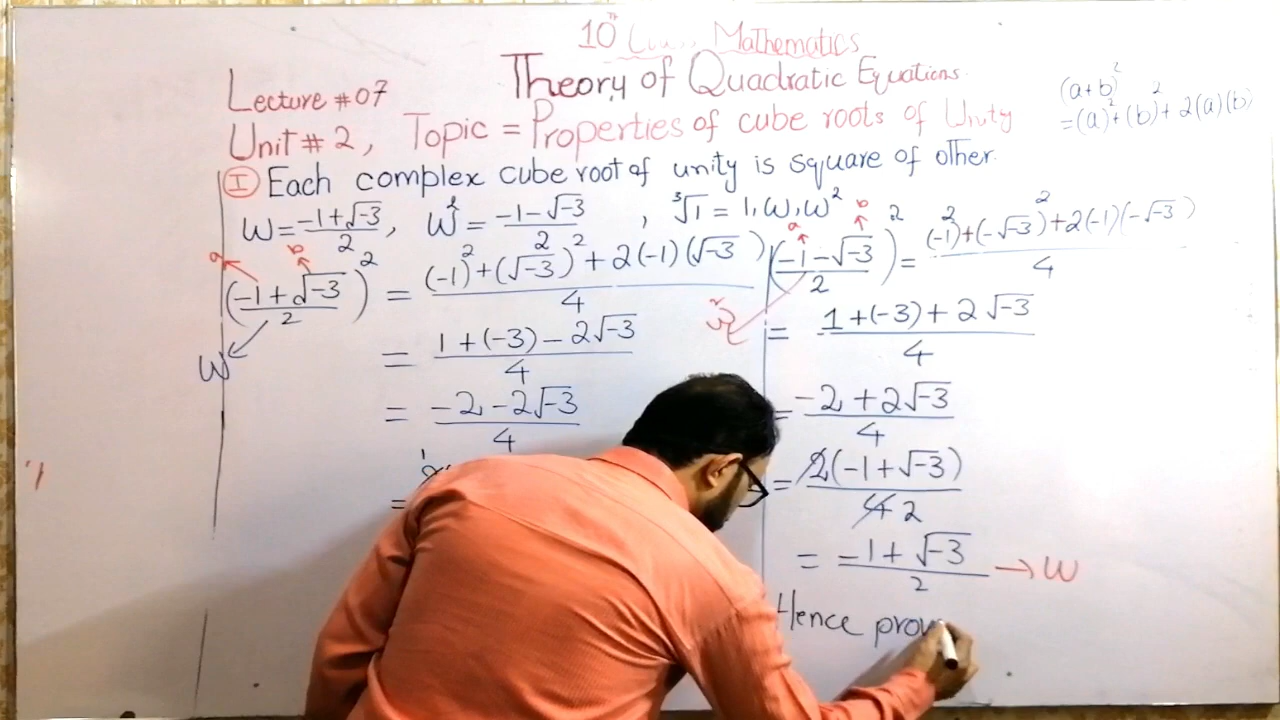 10th Class Mathematics
Theory of Quadratic Equations.
Lecture #07
Unit # 2, Topic = Properties of cube roots of Unity
(a+b)²
=(a)²+(b)²+2(a)(b)
I Each complex cube root of unity is square of other.
W = (-1+√-3)/2, W² = (-1-√-3)/2, ∛1 = 1, W, W²
a b
((-1+√-3)/2)² = ((-1)²+(√-3)²+2(-1)(√-3))/4
W
= (1+(-3)-2√-3)/4
= (-2-2√-3)/4
=
a b
((-1-√-3)/2)² = ((-1)²+(-√-3)²+2(-1)(-√-3))/4
W²
= (1+(-3)+2√-3)/4
= (-2+2√-3)/4
= 2(-1+√-3)/4 2
= (-1+√-3)/2 → W
Hence prov